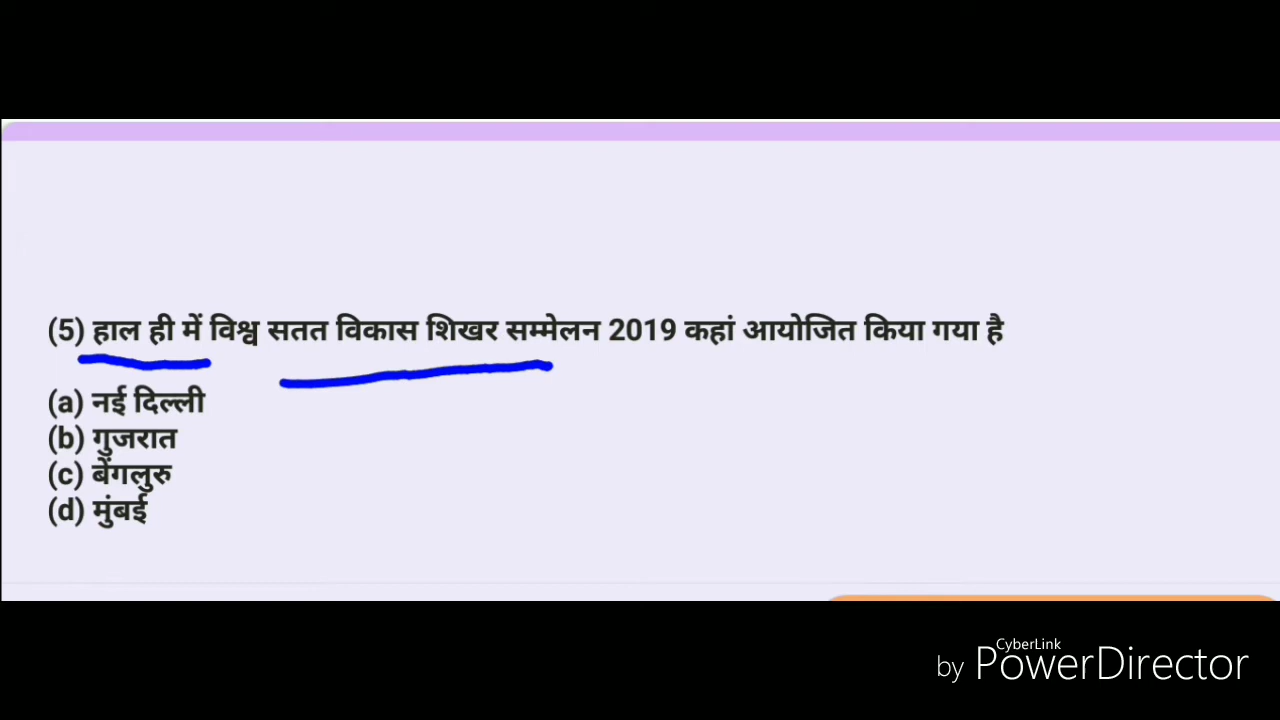 (5) हाल ही में विश्व सतत विकास शिखर सम्मेलन 2019 कहां आयोजित किया गया है
(a) नई दिल्ली
(b) गुजरात
(c) बेंगलुरु
(d) मुंबई
CyberLink
by PowerDirector